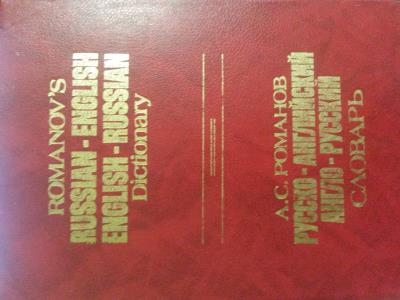 ROMANOV'S
RUSSIAN - ENGLISH
ENGLISH - RUSSIAN
Dictionary
А.С. РОМАНОВ
РУССКО - АНГЛИЙСКИЙ
АНГЛО - РУССКИЙ
СЛОВАРЬ